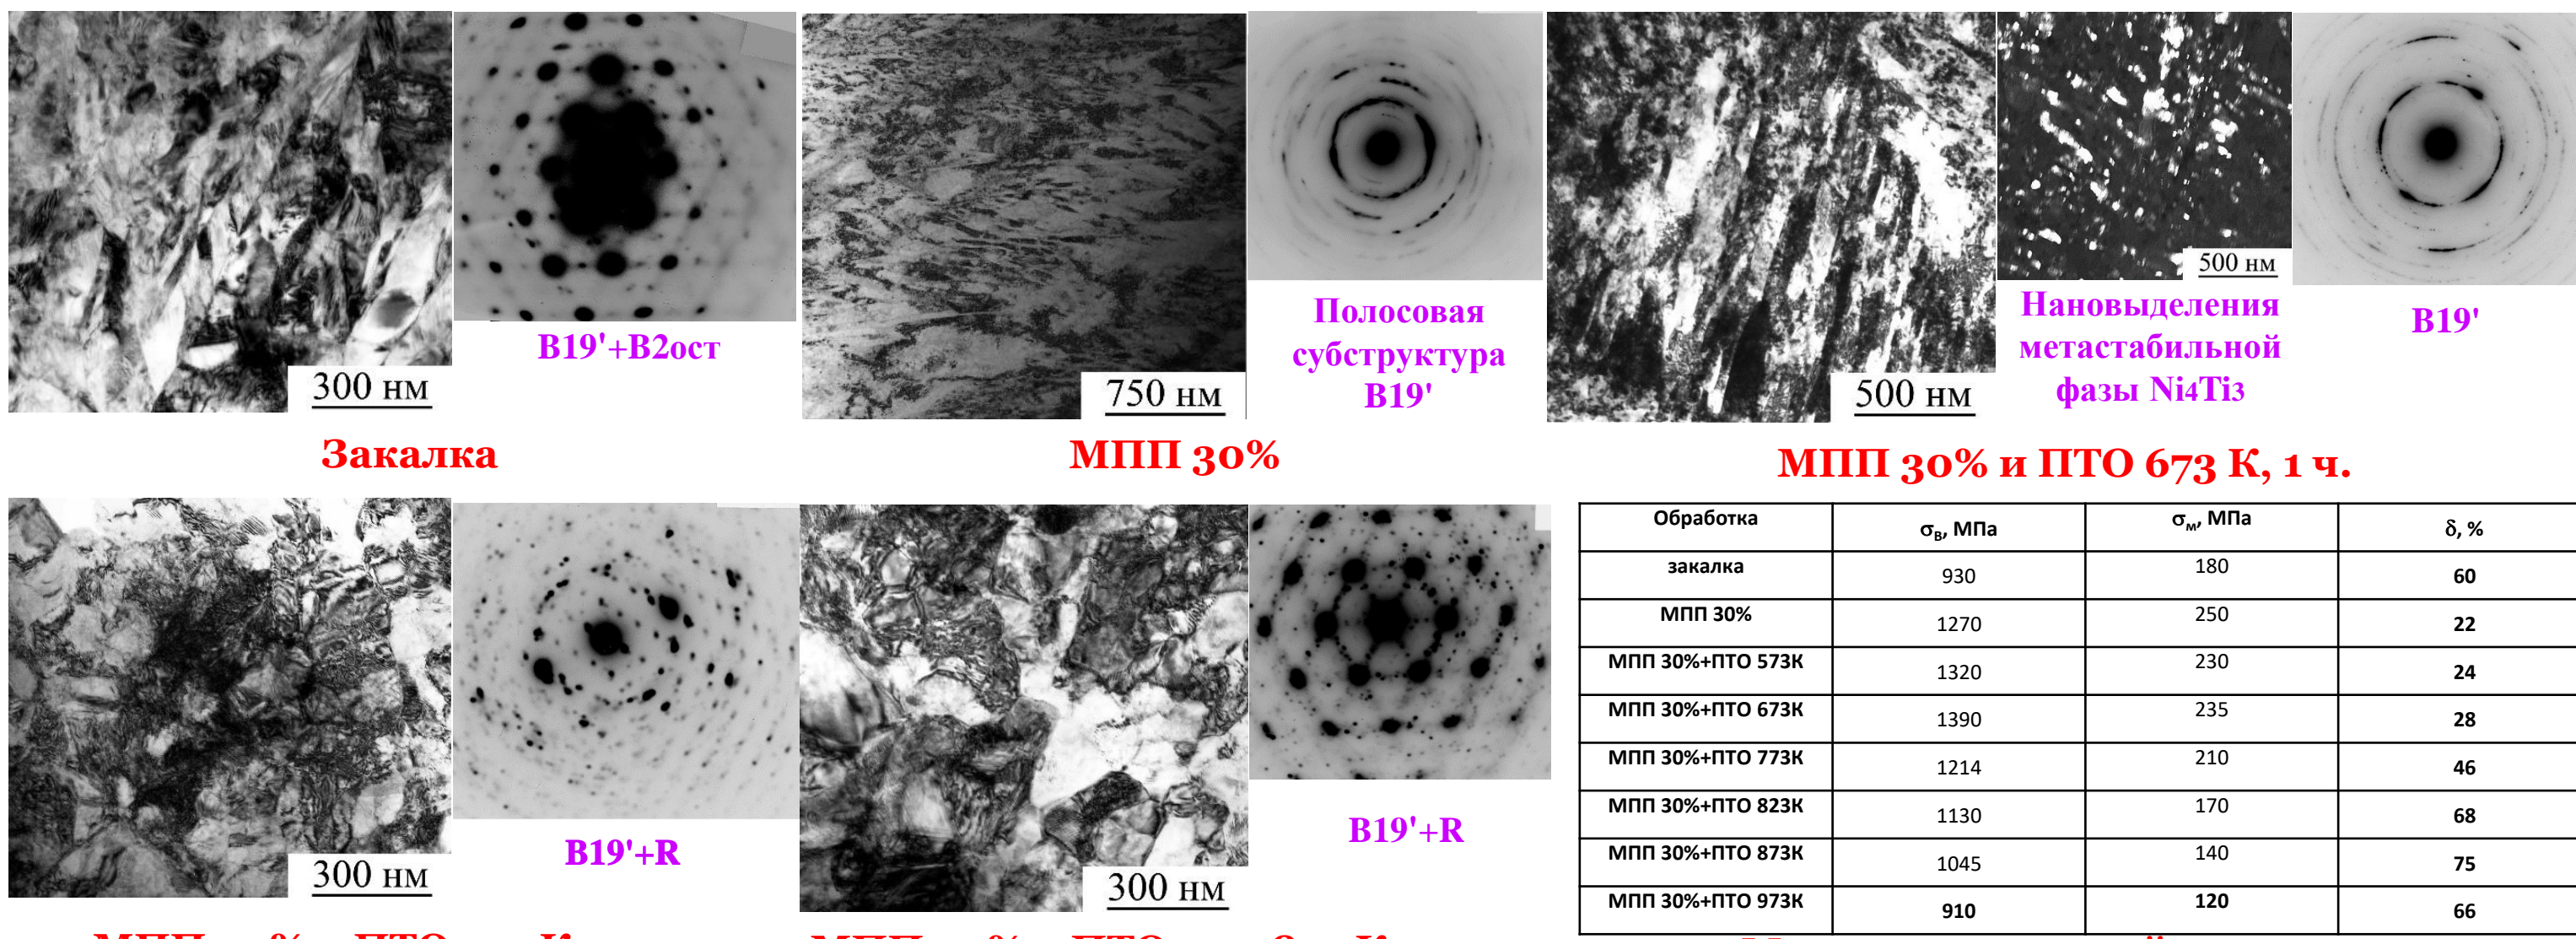 300 нм
B19'+B2ост
Закалка
750 нм
Полосовая
субструктура
B19'
МПП 30%
500 нм
500 нм
Нановыделения
метастабильной
фазы Ni4Ti3
B19'
МПП 30% и ПТО 673 К, 1 ч.
300 нм
B19'+R
300 нм
B19'+R
Обработка σв, МПа σм, МПа δ, %
закалка 930 180 60
МПП 30% 1270 250 22
МПП 30%+ПТО 573К 1320 230 24
МПП 30%+ПТО 673К 1390 235 28
МПП 30%+ПТО 773К 1214 210 46
МПП 30%+ПТО 823К 1130 170 68
МПП 30%+ПТО 873К 1045 140 75
МПП 30%+ПТО 973К 910 120 66